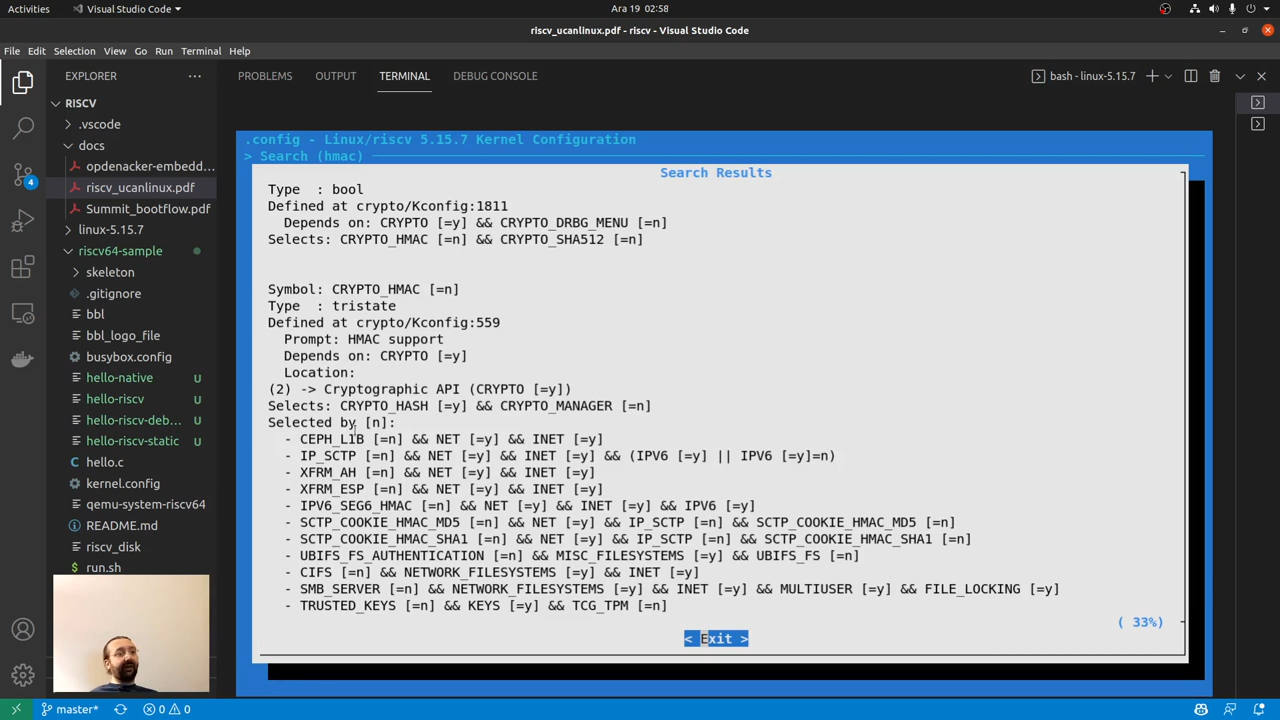 Activities
Visual Studio Code
Ara 19 02:58
riscv_ucanlinux.pdf - riscv - Visual Studio Code
File Edit Selection View Go Run Terminal Help
EXPLORER
PROBLEMS OUTPUT TERMINAL DEBUG CONSOLE
bash - linux-5.15.7
RISCV
.vscode
docs
opdenacker-embedd...
riscv_ucanlinux.pdf
Summit_bootflow.pdf
linux-5.15.7
riscv64-sample
skeleton
.gitignore
bbl
bbl_logo_file
busybox.config
hello-native U
hello-riscv U
hello-riscv-deb... U
hello-riscv-static U
hello.c
kernel.config
qemu-system-riscv64
README.md
riscv_disk
run.sh
4
.config - Linux/riscv 5.15.7 Kernel Configuration
> Search (hmac)
Search Results
Type : bool
Defined at crypto/Kconfig:1811
Depends on: CRYPTO [=y] && CRYPTO_DRBG_MENU [=n]
Selects: CRYPTO_HMAC [=n] && CRYPTO_SHA512 [=n]
Symbol: CRYPTO_HMAC [=n]
Type : tristate
Defined at crypto/Kconfig:559
Prompt: HMAC support
Depends on: CRYPTO [=y]
Location:
(2) -> Cryptographic API (CRYPTO [=y])
Selects: CRYPTO_HASH [=y] && CRYPTO_MANAGER [=n]
Selected by [n]:
- CEPH_LIB [=n] && NET [=y] && INET [=y]
- IP_SCTP [=n] && NET [=y] && INET [=y] && (IPV6 [=y] || IPV6 [=y]=n)
- XFRM_AH [=n] && NET [=y] && INET [=y]
- XFRM_ESP [=n] && NET [=y] && INET [=y]
- IPV6_SEG6_HMAC [=n] && NET [=y] && INET [=y] && IPV6 [=y]
- SCTP_COOKIE_HMAC_MD5 [=n] && NET [=y] && IP_SCTP [=n] && SCTP_COOKIE_HMAC_MD5 [=n]
- SCTP_COOKIE_HMAC_SHA1 [=n] && NET [=y] && IP_SCTP [=n] && SCTP_COOKIE_HMAC_SHA1 [=n]
- UBIFS_FS_AUTHENTICATION [=n] && MISC_FILESYSTEMS [=y] && UBIFS_FS [=n]
- CIFS [=n] && NETWORK_FILESYSTEMS [=y] && INET [=y]
- SMB_SERVER [=n] && NETWORK_FILESYSTEMS [=y] && INET [=y] && MULTIUSER [=y] && FILE_LOCKING [=y]
- TRUSTED_KEYS [=n] && KEYS [=y] && TCG_TPM [=n]
( 33%)
< Exit >
master* 0 0